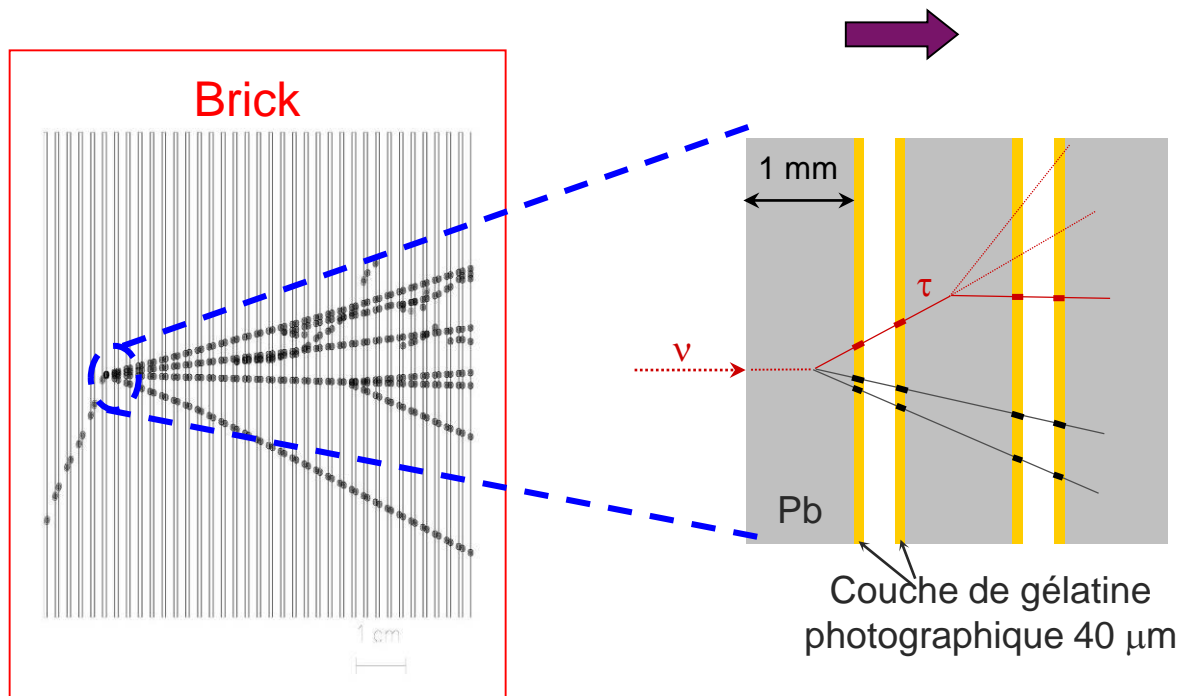 Brick
1 cm
1 mm
τ
ν
Pb
Couche de gélatine
photographique 40 μm